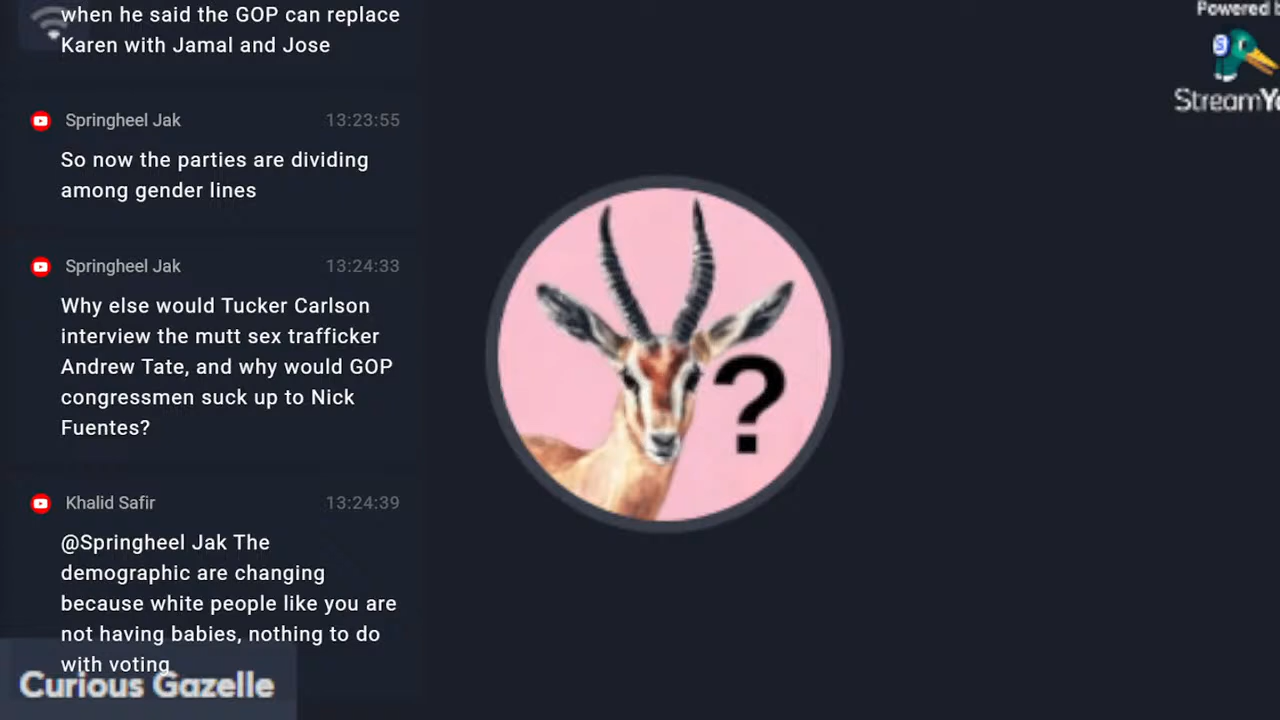 when he said the GOP can replace
Karen with Jamal and Jose
Springheel Jak 13:23:55
So now the parties are dividing
among gender lines
Springheel Jak 13:24:33
Why else would Tucker Carlson
interview the mutt sex trafficker
Andrew Tate, and why would GOP
congressmen suck up to Nick
Fuentes?
Khalid Safir 13:24:39
@Springheel Jak The
demographic are changing
because white people like you are
not having babies, nothing to do
with voting
Curious Gazelle
?
Powered b
S
StreamY